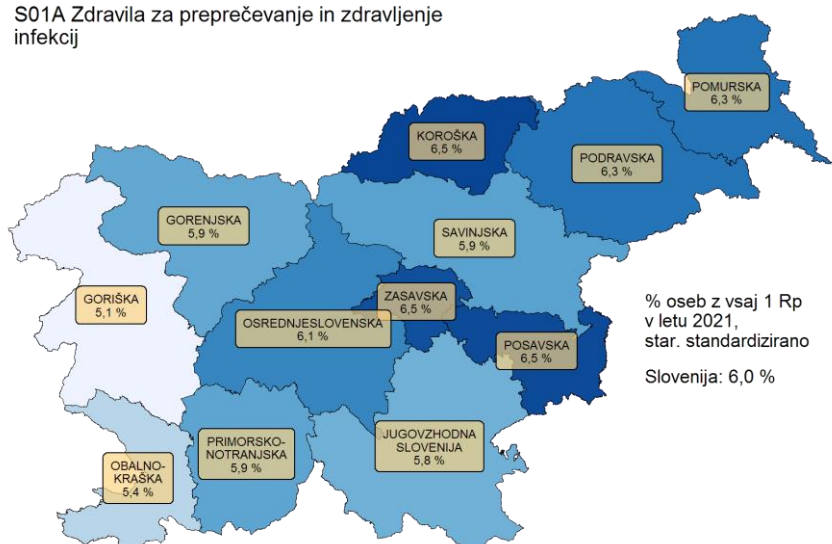 S01A Zdravila za preprečevanje in zdravljenje
infekcij
POMURSKA
6,3 %
KOROŠKA
6,5 %
PODRAVSKA
6,3 %
GORENJSKA
5,9 %
SAVINJSKA
5,9 %
GORIŠKA
5,1 %
ZASAVSKA
6,5 %
OSREDNJESLOVENSKA
6,1 %
POSAVSKA
6,5 %
% oseb z vsaj 1 Rp
v letu 2021,
star. standardizirano
Slovenija: 6,0 %
PRIMORSKO-
NOTRANJSKA
5,9 %
JUGOVZHODNA
SLOVENIJA
5,8 %
OBALNO-
KRAŠKA
5,4 %